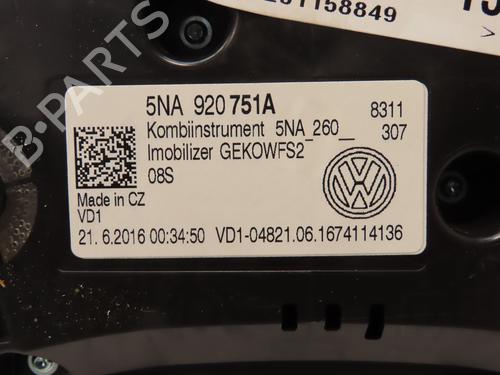 5NA 920 751A
8311
Kombiinstrument 5NA_260__
307
Imobilizer GEKOWFS2
08S
Made in CZ
VD1
21. 6.2016 00:34:50 VD1-04821.06.1674114136
B-PARTS